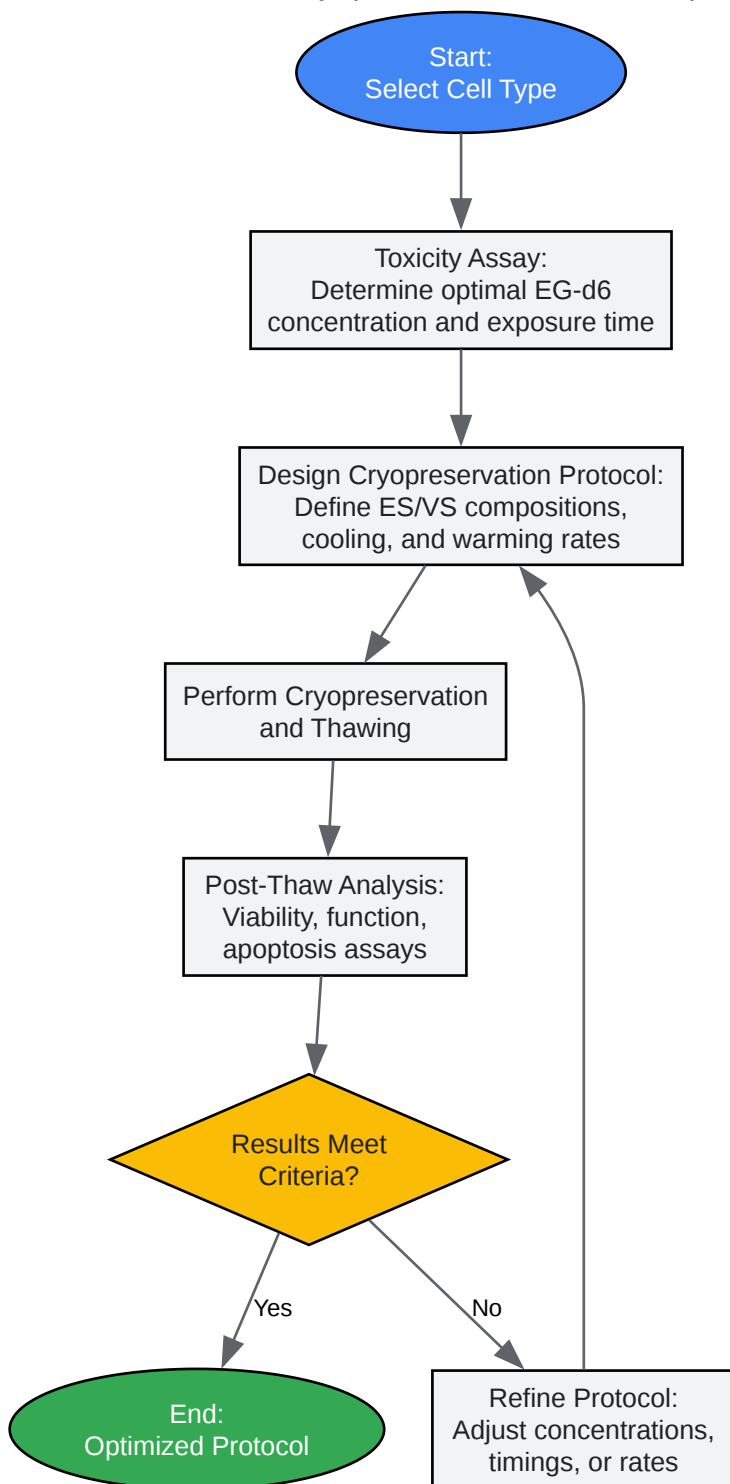 Start:
Select Cell Type
Toxicity Assay:
Determine optimal EG-d6
concentration and exposure time
Design Cryopreservation Protocol:
Define ES/VS compositions,
cooling, and warming rates
Perform Cryopreservation
and Thawing
Post-Thaw Analysis:
Viability, function,
apoptosis assays
Results Meet
Criteria?
Yes
No
End:
Optimized Protocol
Refine Protocol:
Adjust concentrations,
timings, or rates